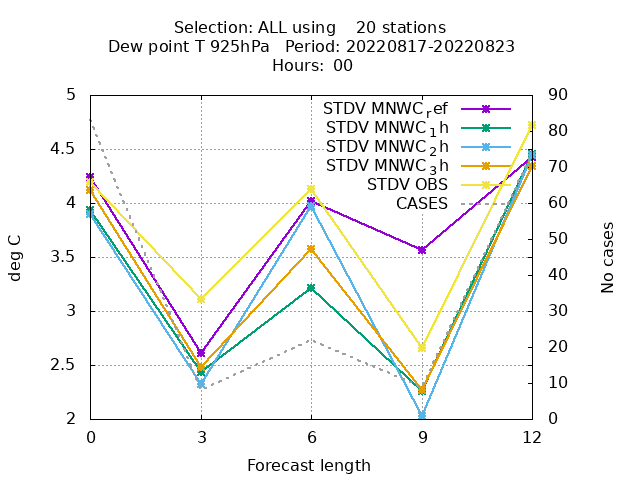 Selection: ALL using    20 stations
Dew point T 925hPa   Period: 20220817-20220823
Hours:  00
5
4.5
4
3.5
3
2.5
2
deg C
90
80
70
60
50
40
30
20
10
0
No cases
STDV MNWC_ref
STDV MNWC_1h
STDV MNWC_2h
STDV MNWC_3h
STDV OBS
CASES
0 3 6 9 12
Forecast length